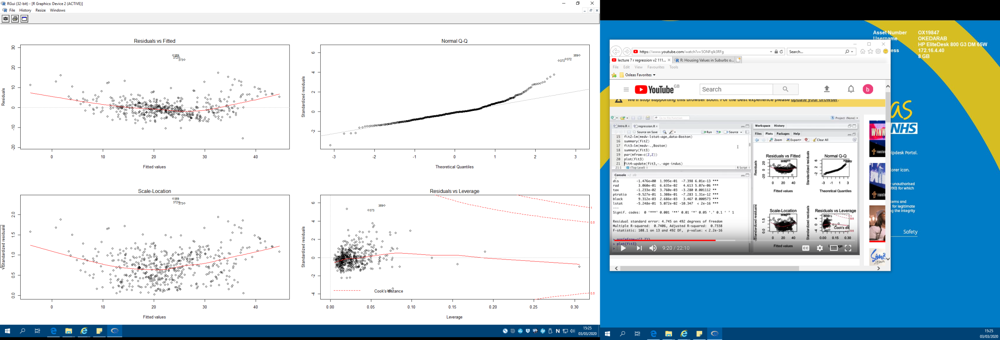 RGui (32-bit) - [R Graphics: Device 2 (ACTIVE)]
File History Resize Windows
Residuals vs Fitted
Residuals
30
20
10
0
-10
-20
369
372
373
0 10 20 30 40
Fitted values
Normal Q-Q
Standardized residuals
6
4
2
0
-2
369
372
373
-3 -2 -1 0 1 2 3
Theoretical Quantiles
Scale-Location
√|Standardized residuals|
2.0
1.5
1.0
0.5
0.0
369
372
373
0 10 20 30 40
Fitted values
Residuals vs Leverage
Standardized residuals
6
4
2
0
-2
-4
369
373
1
0.5
0.5
Cook's distance
0.00 0.05 0.10 0.15 0.20 0.25 0.30
Leverage
15:25
03/03/2020
Asset Number OX19847
Username OKEDARAB
HP EliteDesk 800 G3 DM 65W
ess 172.16.4.40
8 GB
https://www.youtube.com/watch?v=5ONFqIk3RFg
Search...
lecture 7 r regression v2 111...
R: Housing Values in Suburbs o...
File Edit View Favourites Tools
Oxleas Favorites
YouTube GB
Search
b
We'll stop supporting this browser soon. For the best experience please update your browser.
Go to file/function
Project: (None)
Intro.R
regression.R
Source on Save
Run
Source
15 fit2=lm(medv~lstat+age,data=Boston)
16 summary(fit2)
17 fit3=lm(medv~.,Boston)
18 summary(fit3)
19 par(mfrow=c(2,2))
20 plot(fit3)
21 fit4=update(fit3,~.-age-indus)
21:1 (Top Level)
R Script
Console ~/
dis -1.476e+00 1.995e-01 -7.398 6.01e-13 ***
rad 3.060e-01 6.635e-02 4.613 5.07e-06 ***
tax -1.233e-02 3.760e-03 -3.280 0.001112 **
ptratio -9.527e-01 1.308e-01 -7.283 1.31e-12 ***
black 9.312e-03 2.686e-03 3.467 0.000573 ***
lstat -5.248e-01 5.072e-02 -10.347 < 2e-16 ***
---
Signif. codes: 0 '***' 0.001 '**' 0.01 '*' 0.05 '.' 0.1 ' ' 1
Residual standard error: 4.745 on 492 degrees of freedom
Multiple R-squared: 0.7406, Adjusted R-squared: 0.7338
F-statistic: 108.1 on 13 and 492 DF, p-value: < 2.2e-16
> par(mfrow=c(2,2))
> plot(fit3)
>
9:20 / 22:10
CC
Workspace History
Files Plots Packages Help
Zoom Export Clear All
Residuals vs Fitted
Residuals
20
0
-20
0 20 40
Fitted values
Normal Q-Q
Standardized residuals
6
4
2
-2
-3 -1 1 3
Theoretical Quantiles
Scale-Location
√|Standardized residuals|
1.5
0.0
0 20 40
Fitted values
Residuals vs Leverage
Standardized residuals
4
0
-4
1
0.5
0.5
Cook's dis
365
0.00 0.15 0.30
Leverage
WINN
as
NHS
elpdesk Portal.
lorer icon.
unauthorised
990) for which
tems and
for legitimate
ng the integrity
Safety
15:25
03/03/2020